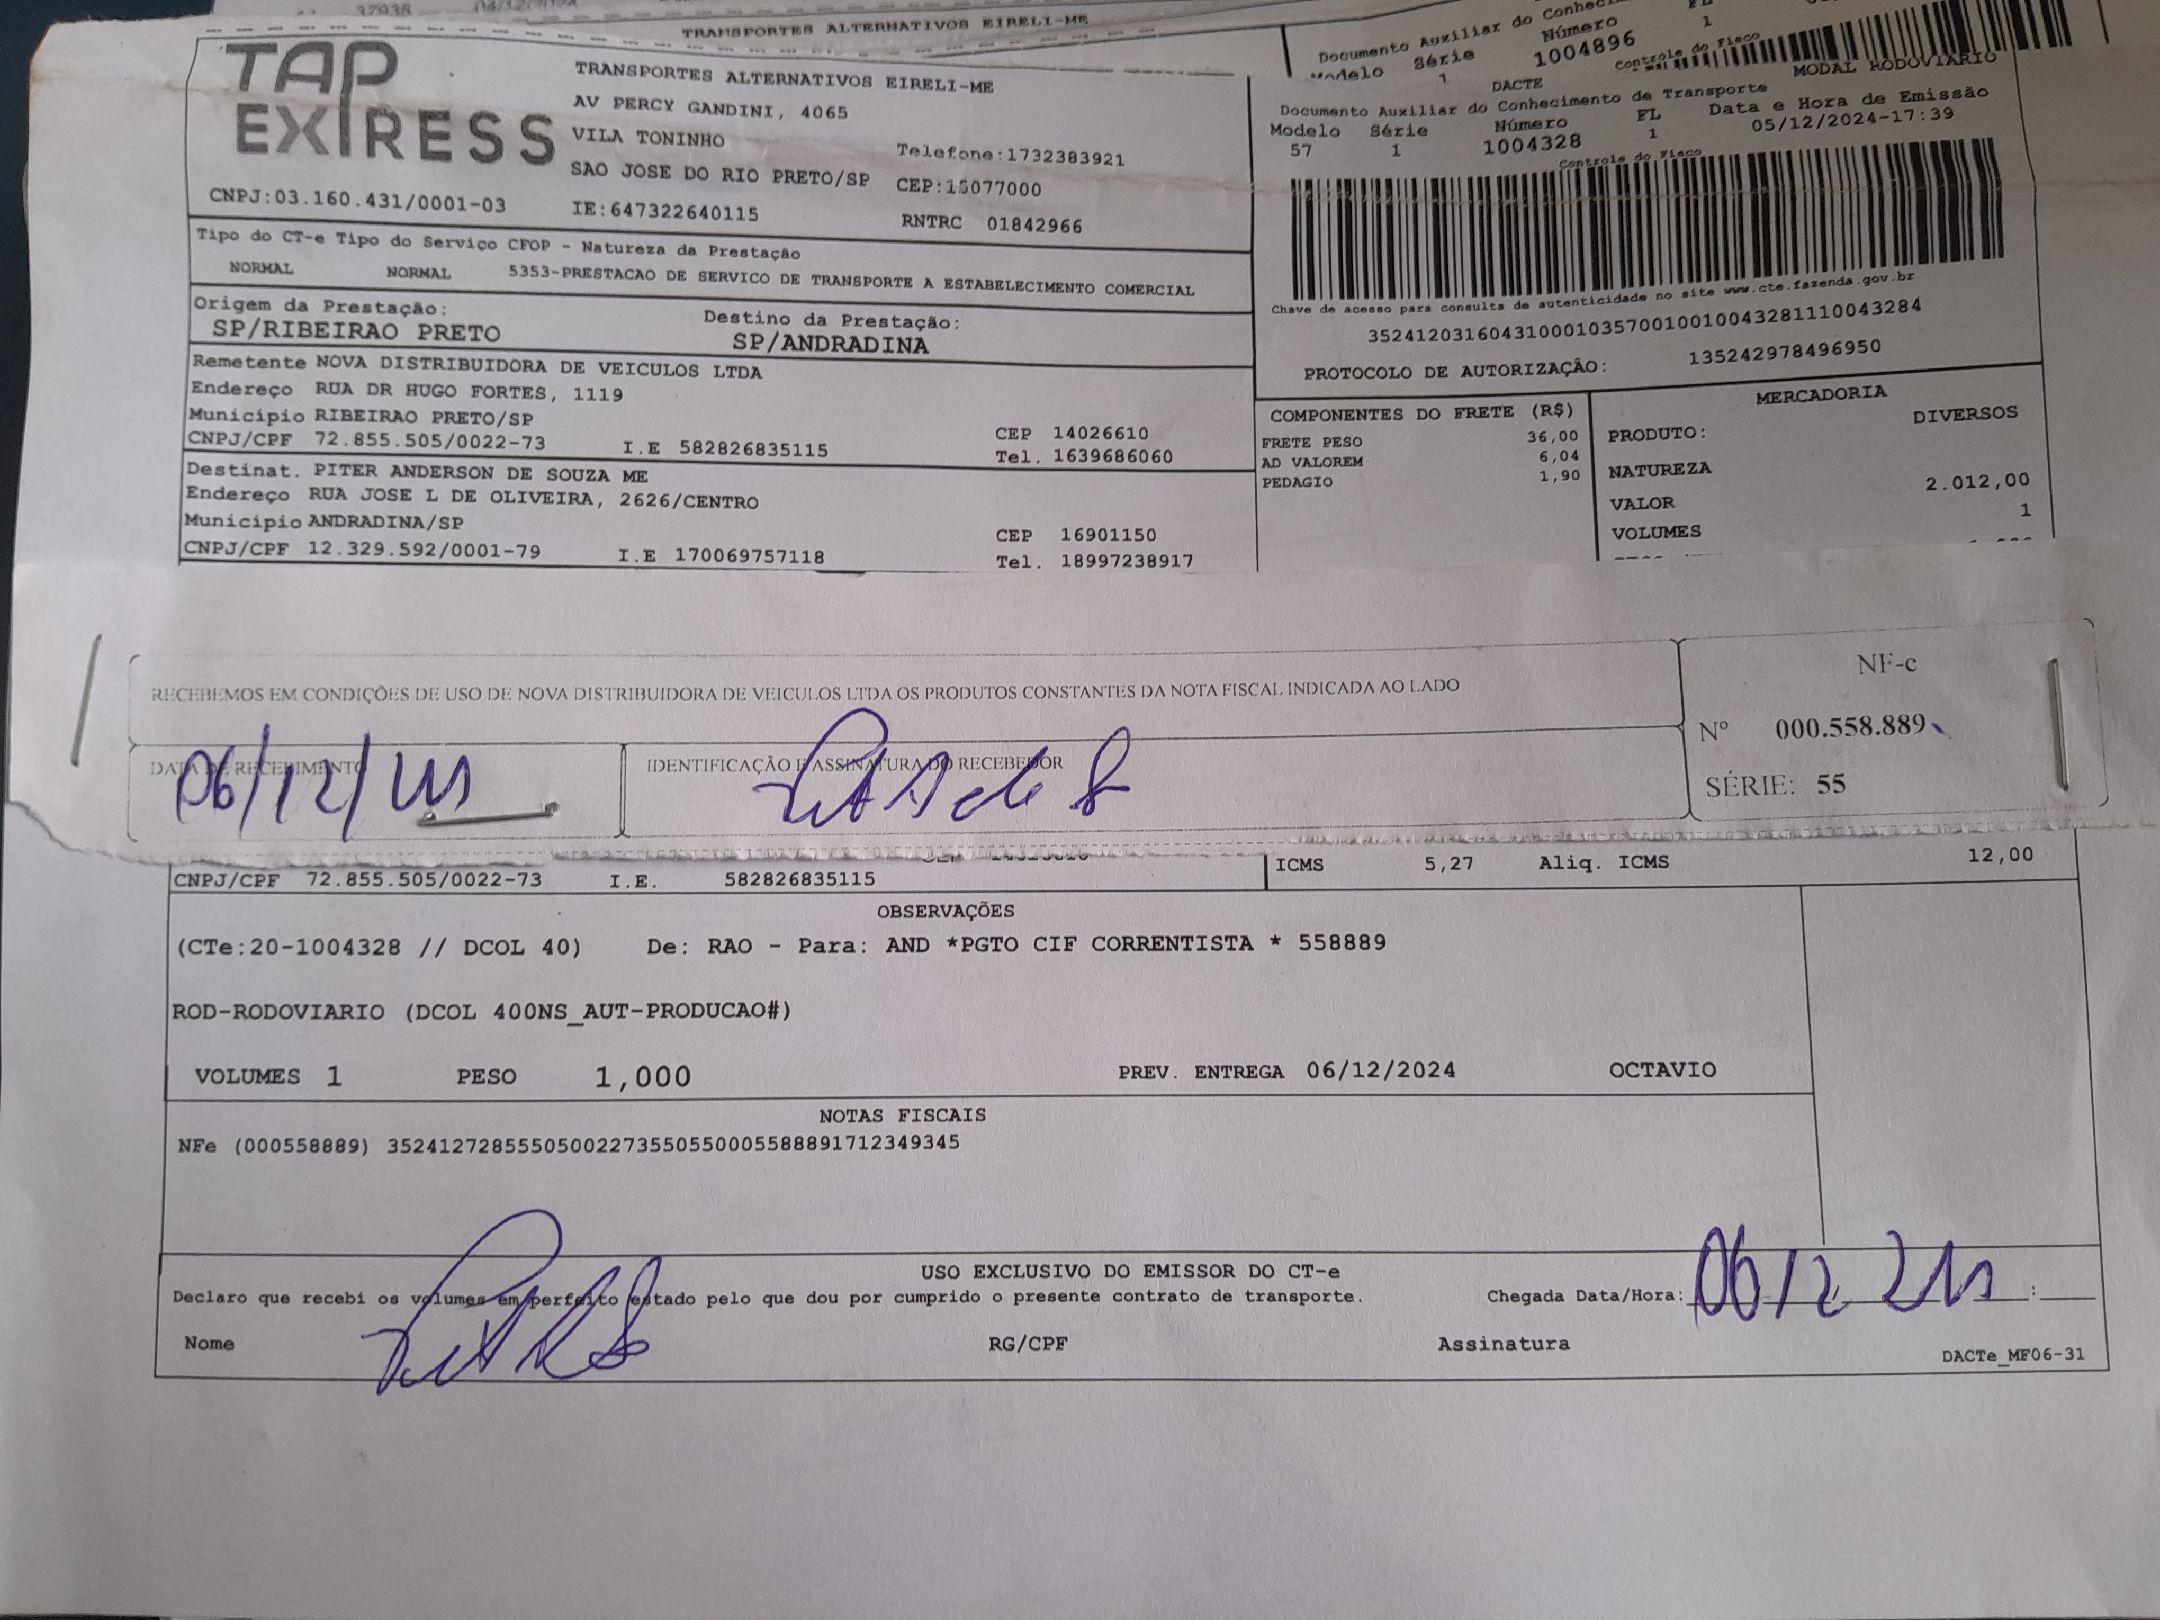 37938 04/12/2024
TRANSPORTES ALTERNATIVOS EIRELI-ME
Documento Auxiliar do
Modelo Série Número FL
1 1004896 1
Controle do Fisco
TAP
EXPRESS
TRANSPORTES ALTERNATIVOS EIRELI-ME
AV PERCY GANDINI, 4065
VILA TONINHO
Telefone:1732383921
SAO JOSE DO RIO PRETO/SP CEP:15077000
CNPJ:03.160.431/0001-03 IE:647322640115 RNTRC 01842966
DACTE MODAL RODOVIARIO
Documento Auxiliar do Conhecimento de Transporte
Modelo Série Número FL Data e Hora de Emissão
57 1 1004328 1 05/12/2024-17:39
Controle do Fisco
Chave de acesso para consulta de autenticidade no site www.cte.fazenda.gov.br
35241203160431000103570010010043281110043284
PROTOCOLO DE AUTORIZAÇÂO: 135242978496950
Tipo do CT-e Tipo do Serviço CFOP - Natureza da Prestação
NORMAL NORMAL 5353-PRESTACAO DE SERVICO DE TRANSPORTE A ESTABELECIMENTO COMERCIAL
Origem da Prestação: Destino da Prestação:
SP/RIBEIRAO PRETO SP/ANDRADINA
Remetente NOVA DISTRIBUIDORA DE VEICULOS LTDA
Endereço RUA DR HUGO FORTES, 1119
Município RIBEIRAO PRETO/SP CEP 14026610
CNPJ/CPF 72.855.505/0022-73 I.E 582826835115 Tel. 1639686060
Destinat. PITER ANDERSON DE SOUZA ME
Endereço RUA JOSE L DE OLIVEIRA, 2626/CENTRO
Município ANDRADINA/SP CEP 16901150
CNPJ/CPF 12.329.592/0001-79 I.E 170069757118 Tel. 18997238917
COMPONENTES DO FRETE (R$)
FRETE PESO 36,00
AD VALOREM 6,04
PEDAGIO 1,90
MERCADORIA
PRODUTO: DIVERSOS
NATUREZA
VALOR 2.012,00
VOLUMES 1
RECEBEMOS EM CONDIÇÕES DE USO DE NOVA DISTRIBUIDORA DE VEICULOS LTDA OS PRODUTOS CONSTANTES DA NOTA FISCAL INDICADA AO LADO
NF-e
Nº 000.558.889
SÉRIE: 55
DATA DE RECEBIMENTO IDENTIFICAÇÃO E ASSINATURA DO RECEBEDOR
06/12/
CNPJ/CPF 72.855.505/0022-73 I.E. 582826835115
ICMS 5,27 Aliq. ICMS 12,00
OBSERVAÇÕES
(CTe:20-1004328 // DCOL 40) De: RAO - Para: AND *PGTO CIF CORRENTISTA * 558889
ROD-RODOVIARIO (DCOL 400NS_AUT-PRODUCAO#)
VOLUMES 1 PESO 1,000 PREV. ENTREGA 06/12/2024 OCTAVIO
NOTAS FISCAIS
NFe (000558889) 35241272855505002273550550005588891712349345
USO EXCLUSIVO DO EMISSOR DO CT-e
Declaro que recebi os volumes em perfeito estado pelo que dou por cumprido o presente contrato de transporte. Chegada Data/Hora: 06/12
Nome RG/CPF Assinatura
DACTe_MF06-31